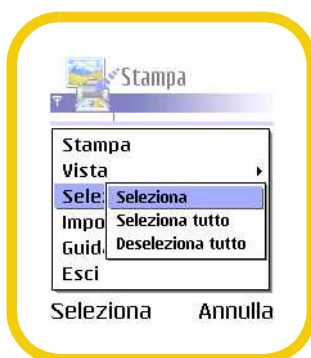 Stampa
Stampa
Vista
Sele
Seleziona
Seleziona tutto
Deseleziona tutto
Impo
Guid
Esci
Seleziona Annulla